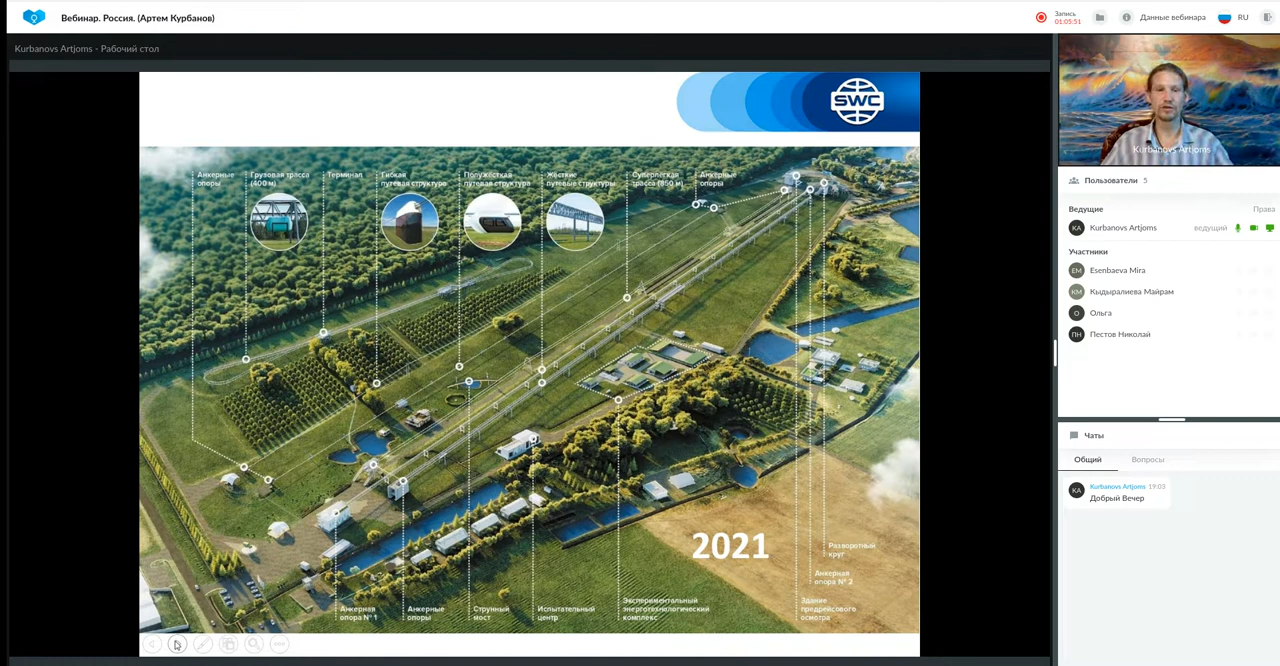 Вебинар. Россия. (Артем Курбанов)
Запись
01:05:51
Данные вебинара
RU
Kurbanovs Artjoms - Рабочий стол
SWC
Анкерные
опоры
Грузовая трасса
(400 м)
Терминал
Гибкая
путевая структура
Полужёсткая
путевая структура
Жёсткие
путевые структуры
Суперлёгкая
трасса (850 м)
Анкерные
опоры
2021
Разворотный
круг
Анкерная
опора № 2
Анкерная
опора № 1
Анкерные
опоры
Струнный
мост
Испытательный
центр
Экспериментальный
энерготехнологический
комплекс
Здание
предрейсового
осмотра
Kurbanovs Artjoms
Пользователи 5
Ведущие
Права
KA
Kurbanovs Artjoms
ведущий
Участники
EM
Esenbaeva Mira
КМ
Кыдыралиева Майрам
О
Ольга
ПН
Пестов Николай
Чаты
Общий
Вопросы
KA
Kurbanovs Artjoms 19:03
Добрый Вечер